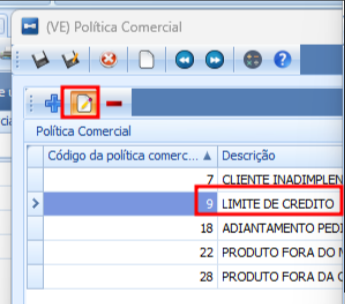 (VE) Política Comercial
Política Comercial
Código da política comerc... Descrição
7 CLIENTE INADIMPLEN
9 LIMITE DE CREDITO
18 ADIANTAMENTO PEDI
22 PRODUTO FORA DO
28 PRODUTO FORA DA